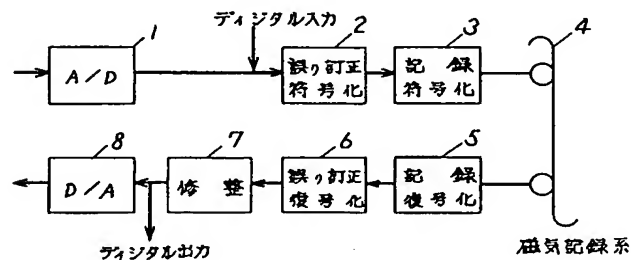 ディジタル入力
1
2
3
4
A/D
誤り訂正
符号化
記録
符号化
8
7
6
5
D/A
修整
誤り訂正
復号化
記録
復号化
ディジタル出力
磁気記録系